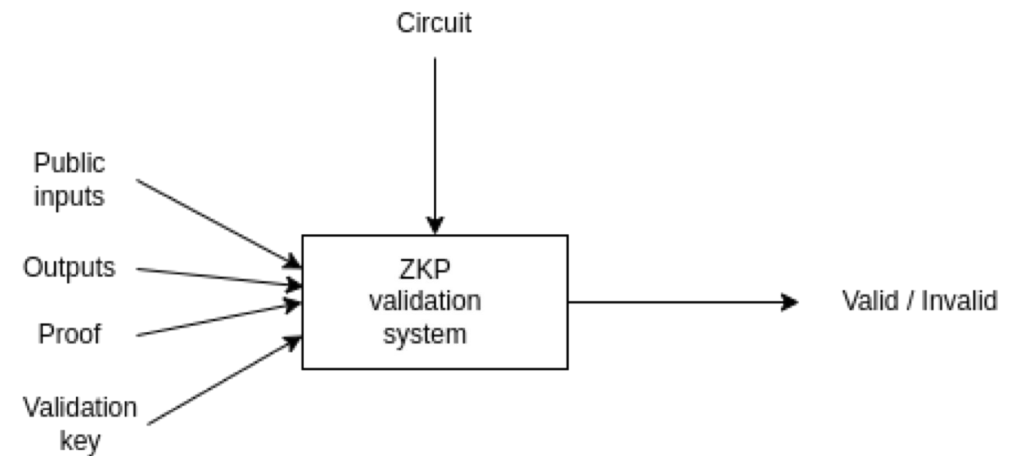 Circuit
Public
inputs
Outputs
Proof
Validation
key
ZKP
validation
system
Valid / Invalid